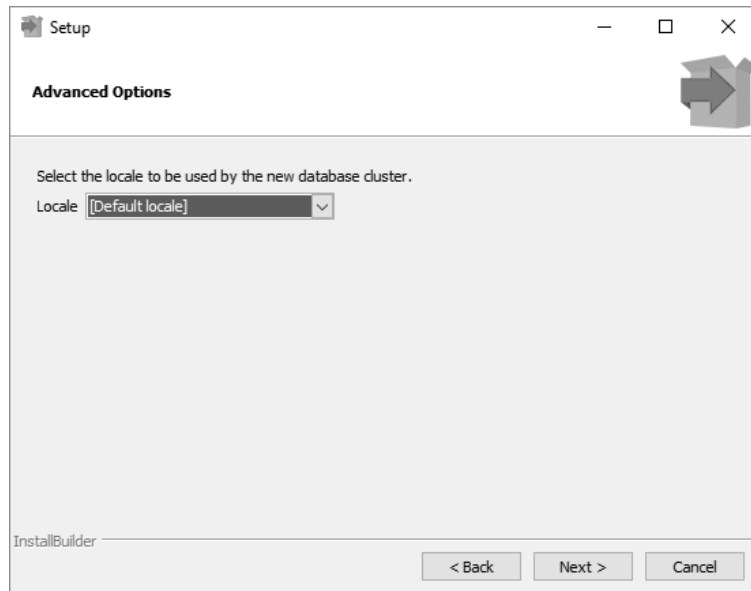 Setup
Advanced Options
Select the locale to be used by the new database cluster.
Locale [Default locale]
InstallBuilder
< Back Next > Cancel